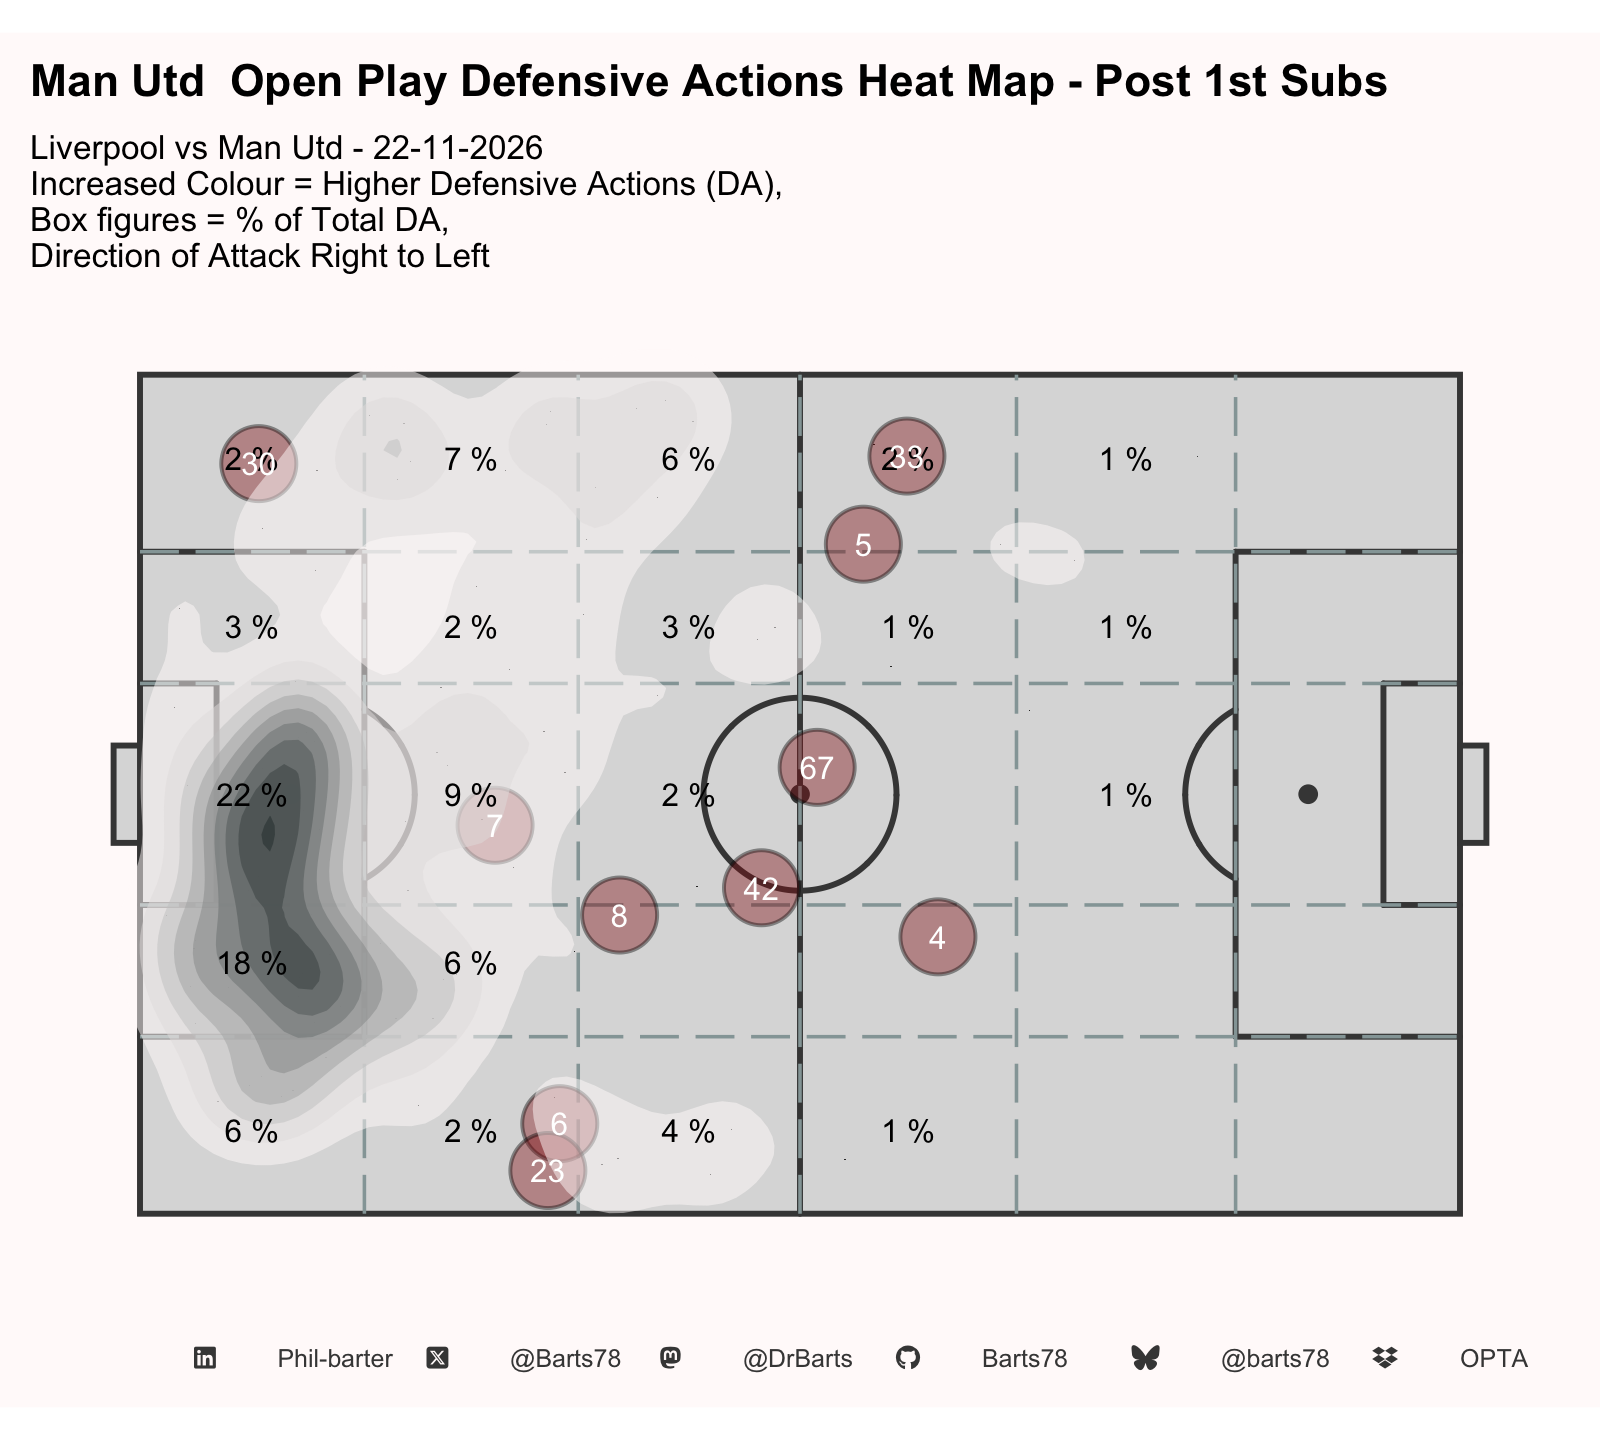 Man Utd  Open Play Defensive Actions Heat Map - Post 1st Subs
Liverpool vs Man Utd - 22-11-2026
Increased Colour = Higher Defensive Actions (DA),
Box figures = % of Total DA,
Direction of Attack Right to Left
2 % 7 % 6 % 2 % 1 %
30 33
5
3 % 2 % 3 % 1 % 1 %
67
22 % 9 % 2 % 1 %
7
42
8
4
18 % 6 %
6
6 % 2 % 4 % 1 %
23
Phil-barter @Barts78 @DrBarts Barts78 @barts78 OPTA